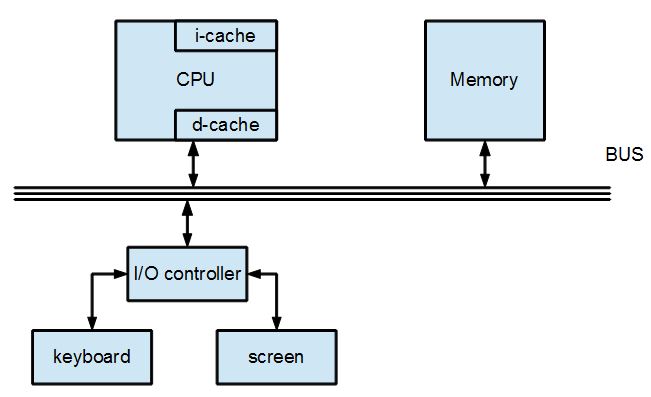 i-cache
CPU
Memory
d-cache
BUS
I/O controller
keyboard
screen